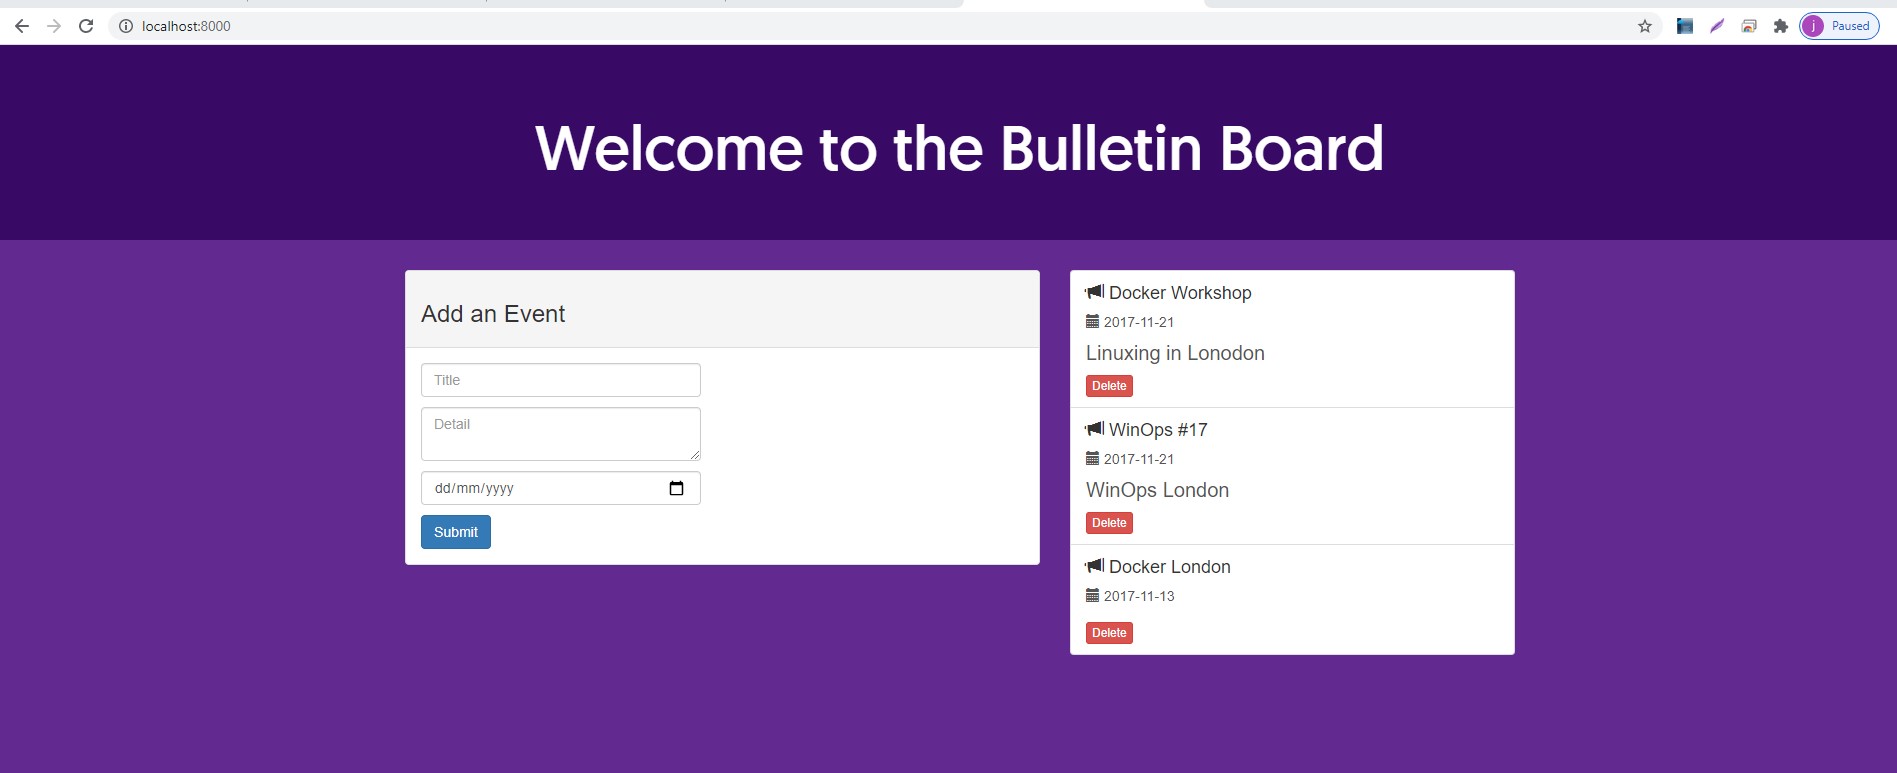 localhost:8000
j Paused
Welcome to the Bulletin Board
Add an Event
Title
Detail
dd/mm/yyyy
Submit
Docker Workshop
2017-11-21
Linuxing in Lonodon
Delete
WinOps #17
2017-11-21
WinOps London
Delete
Docker London
2017-11-13
Delete